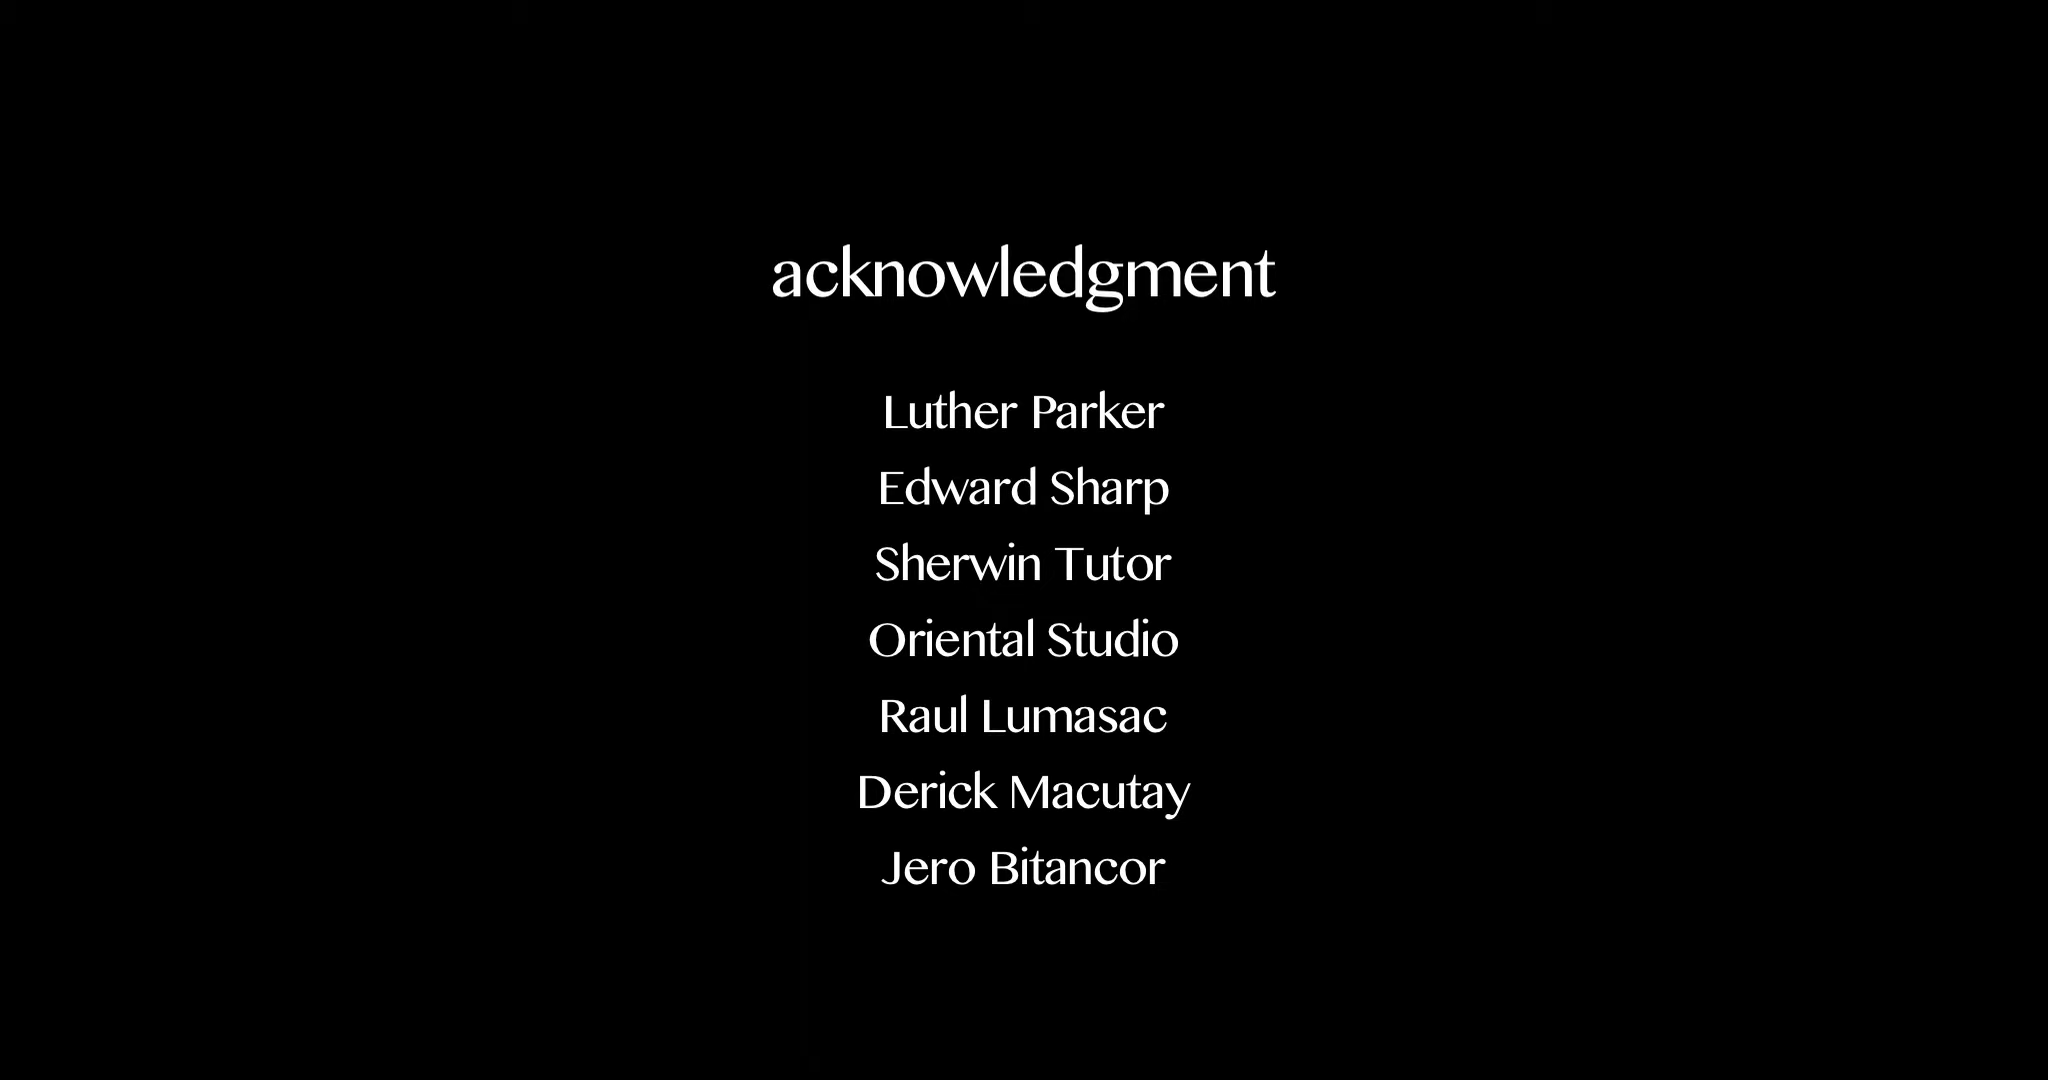 acknowledgment
Luther Parker
Edward Sharp
Sherwin Tutor
Oriental Studio
Raul Lumasac
Derick Macutay
Jero Bitancor